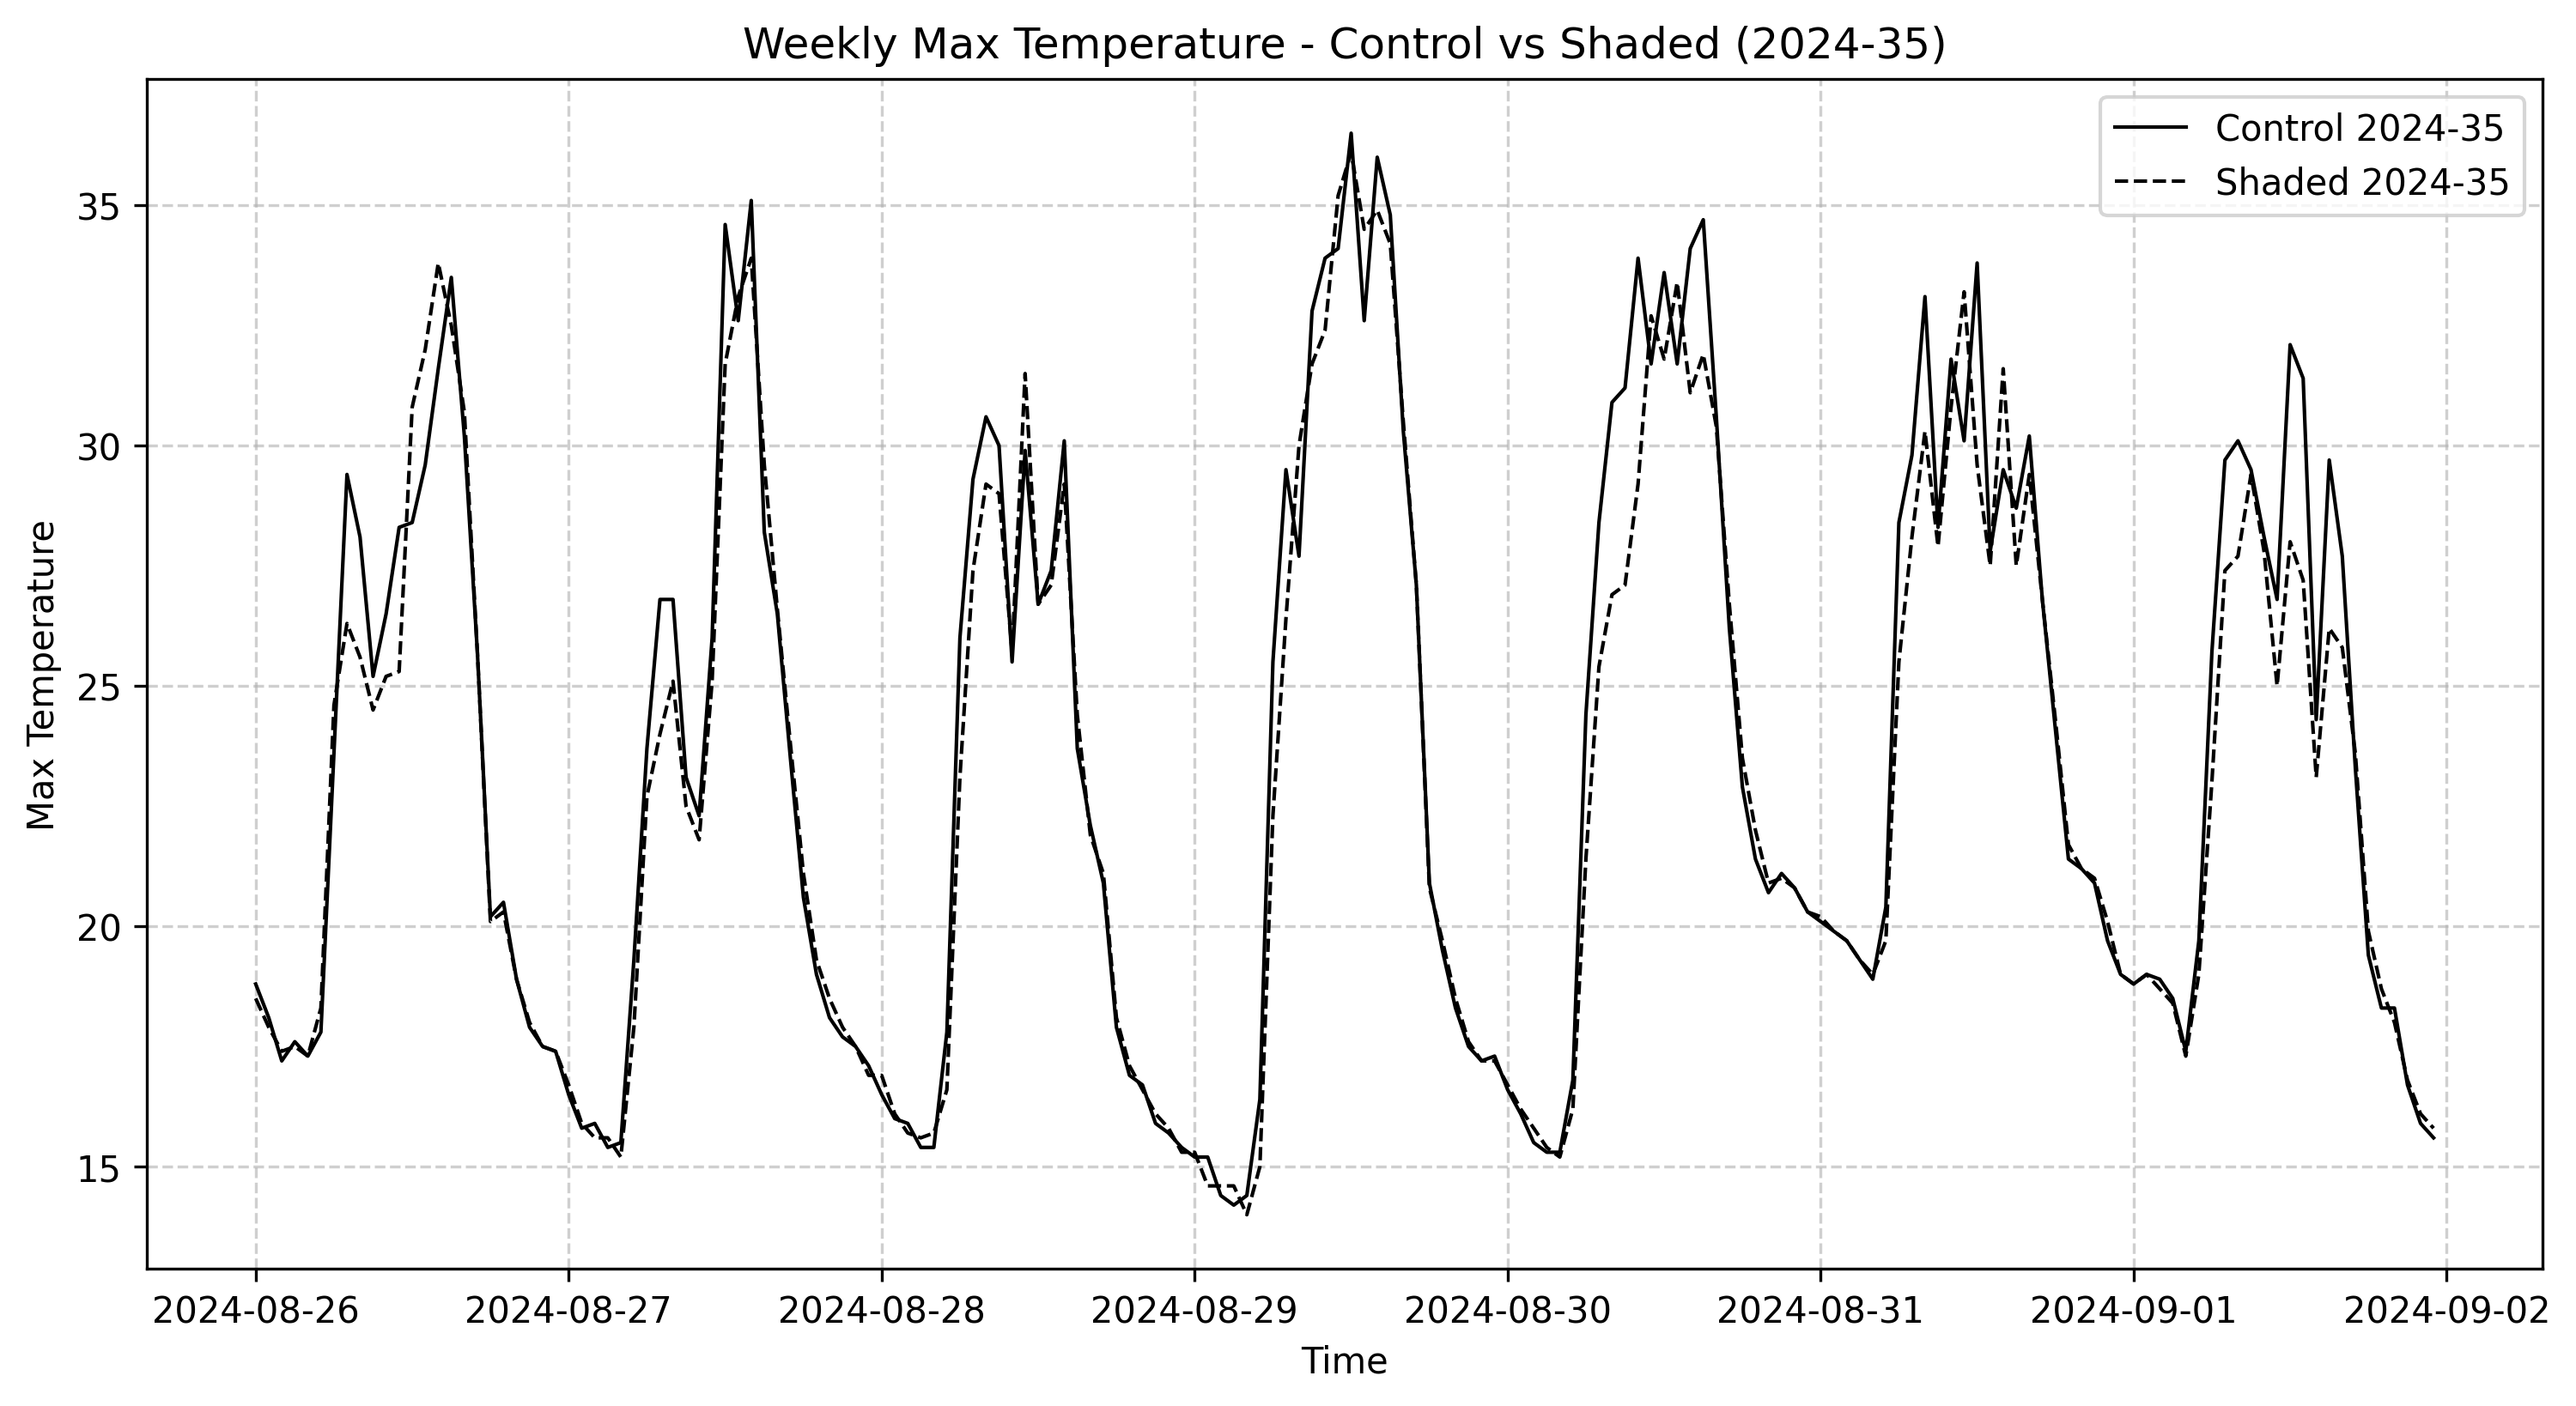 Weekly Max Temperature - Control vs Shaded (2024-35)
Control 2024-35
Shaded 2024-35
Max Temperature
35
30
25
20
15
2024-08-26 2024-08-27 2024-08-28 2024-08-29 2024-08-30 2024-08-31 2024-09-01 2024-09-02
Time